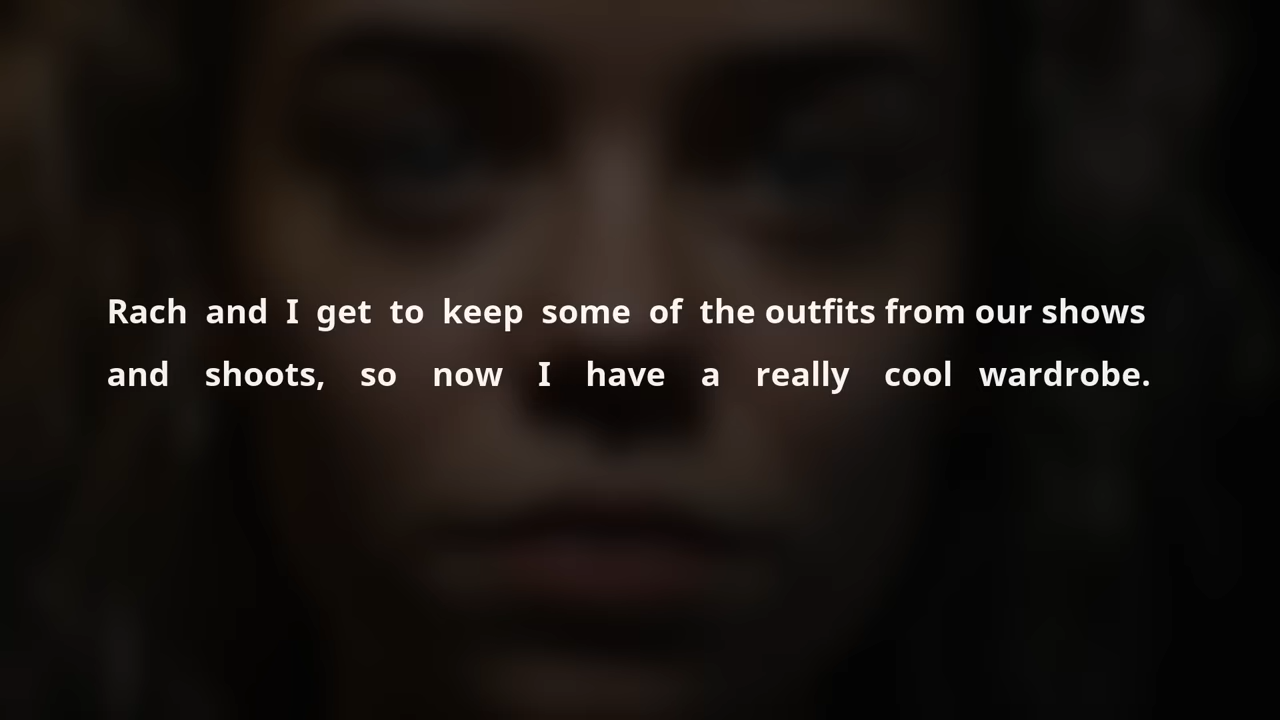 Rach and I get to keep some of the outfits from our shows
and shoots, so now I have a really cool wardrobe.